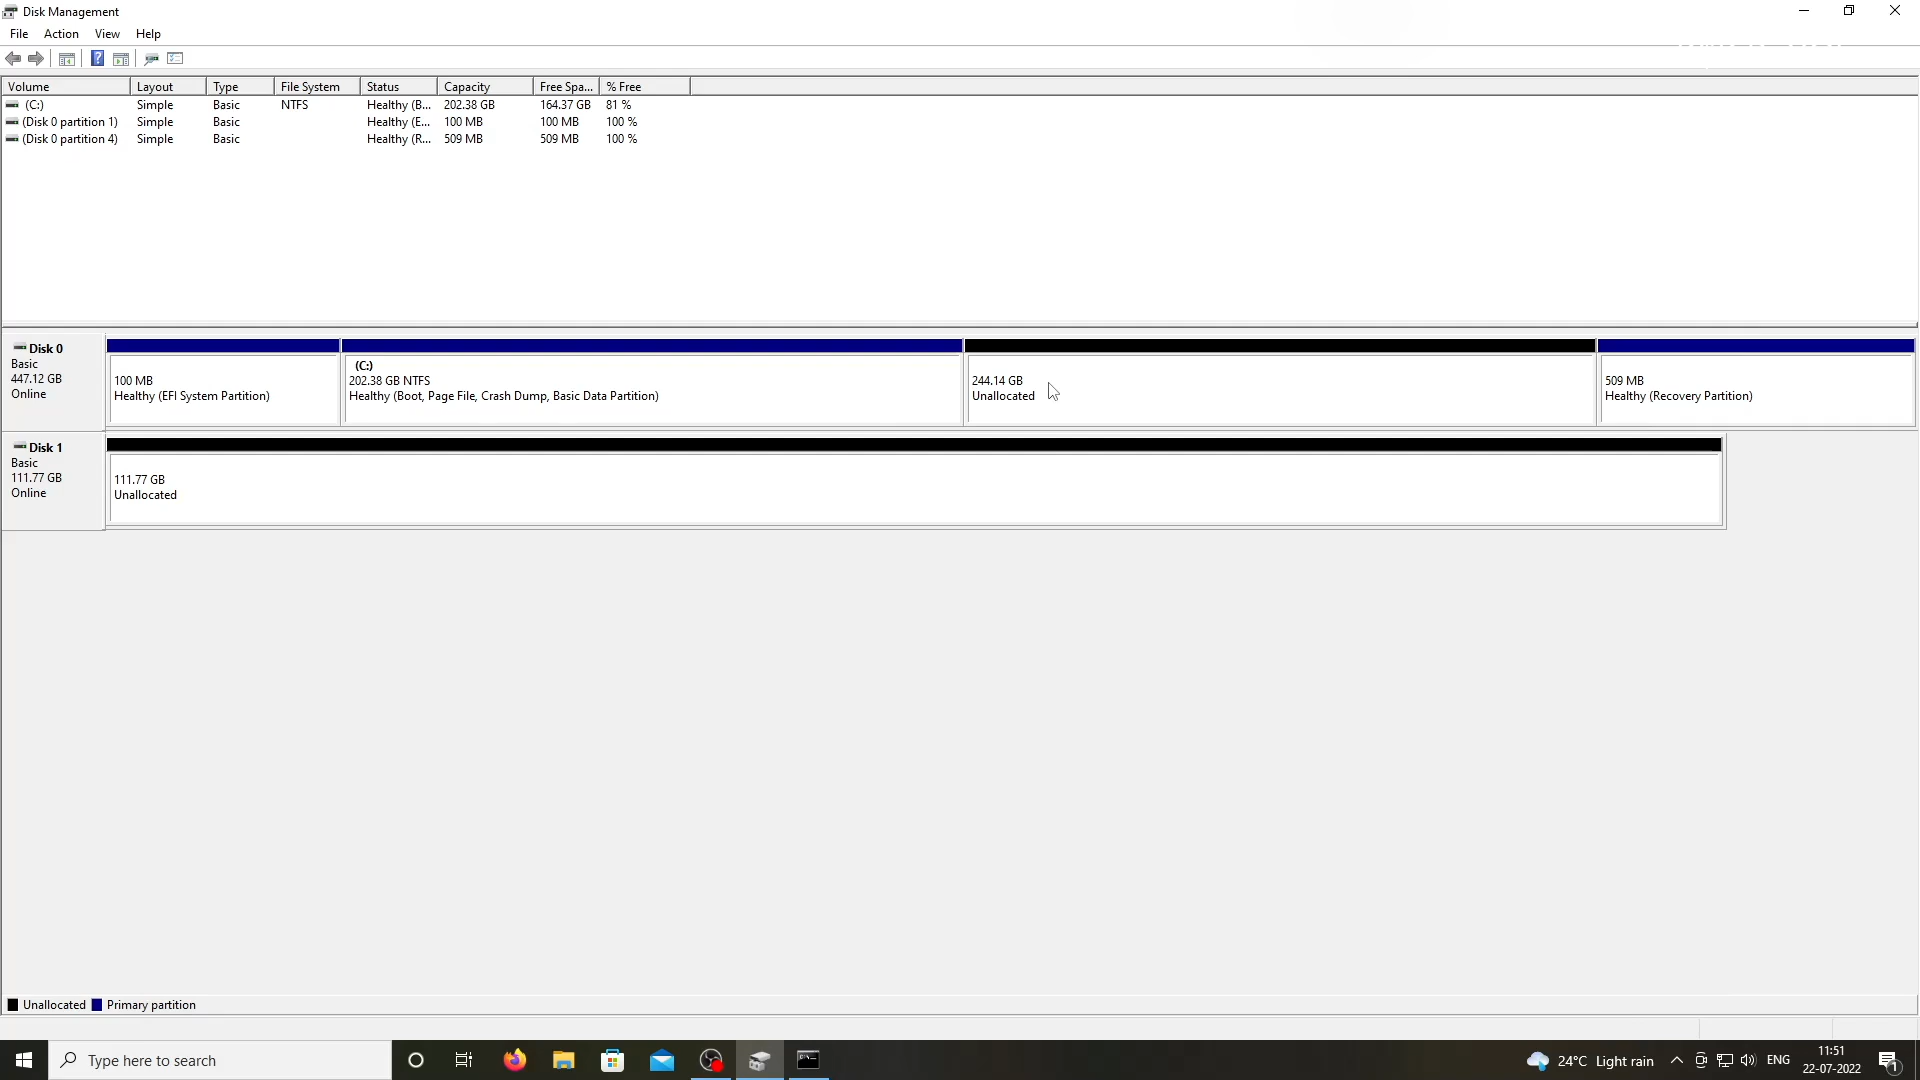 Disk Management
File Action View Help
Volume Layout Type File System Status Capacity Free Spa... % Free
(C:) Simple Basic NTFS Healthy (B... 202.38 GB 164.37 GB 81 %
(Disk 0 partition 1) Simple Basic Healthy (E... 100 MB 100 MB 100 %
(Disk 0 partition 4) Simple Basic Healthy (R... 509 MB 509 MB 100 %
Disk 0
Basic
447.12 GB
Online
100 MB
Healthy (EFI System Partition)
(C:)
202.38 GB NTFS
Healthy (Boot, Page File, Crash Dump, Basic Data Partition)
244.14 GB
Unallocated
509 MB
Healthy (Recovery Partition)
Disk 1
Basic
111.77 GB
Online
111.77 GB
Unallocated
Unallocated Primary partition
Type here to search
24°C Light rain
ENG
11:51
22-07-2022
1